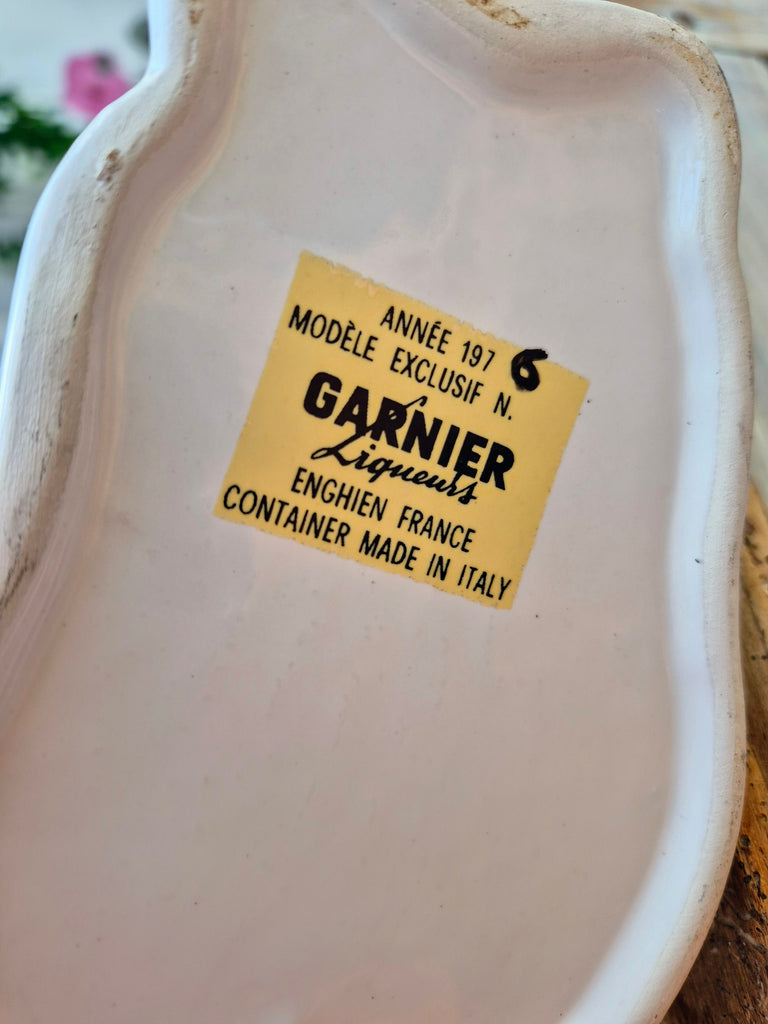 ANNÉE 197 6
MODÈLE EXCLUSIF N.
GARNIER
Liqueurs
ENGHIEN FRANCE
CONTAINER MADE IN ITALY